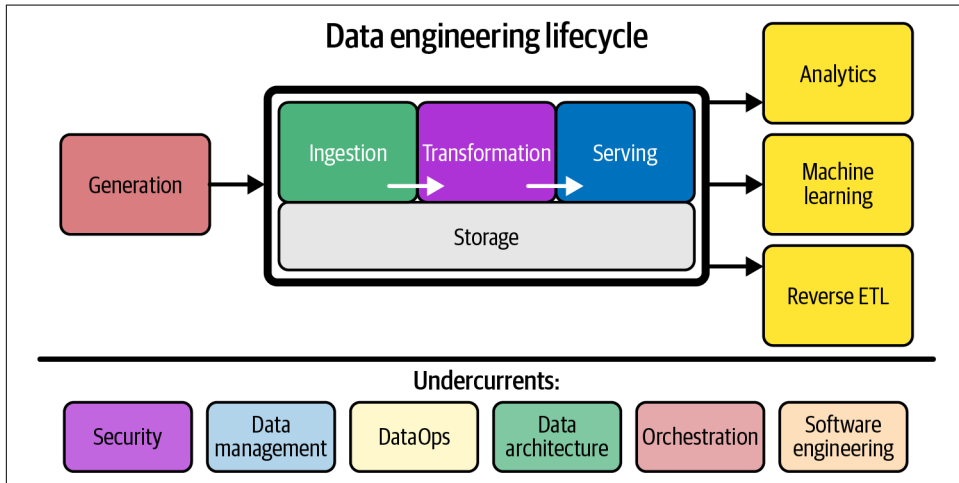 Data engineering lifecycle
Generation
Ingestion
Transformation
Serving
Storage
Analytics
Machine
learning
Reverse ETL
Undercurrents:
Security
Data
management
DataOps
Data
architecture
Orchestration
Software
engineering